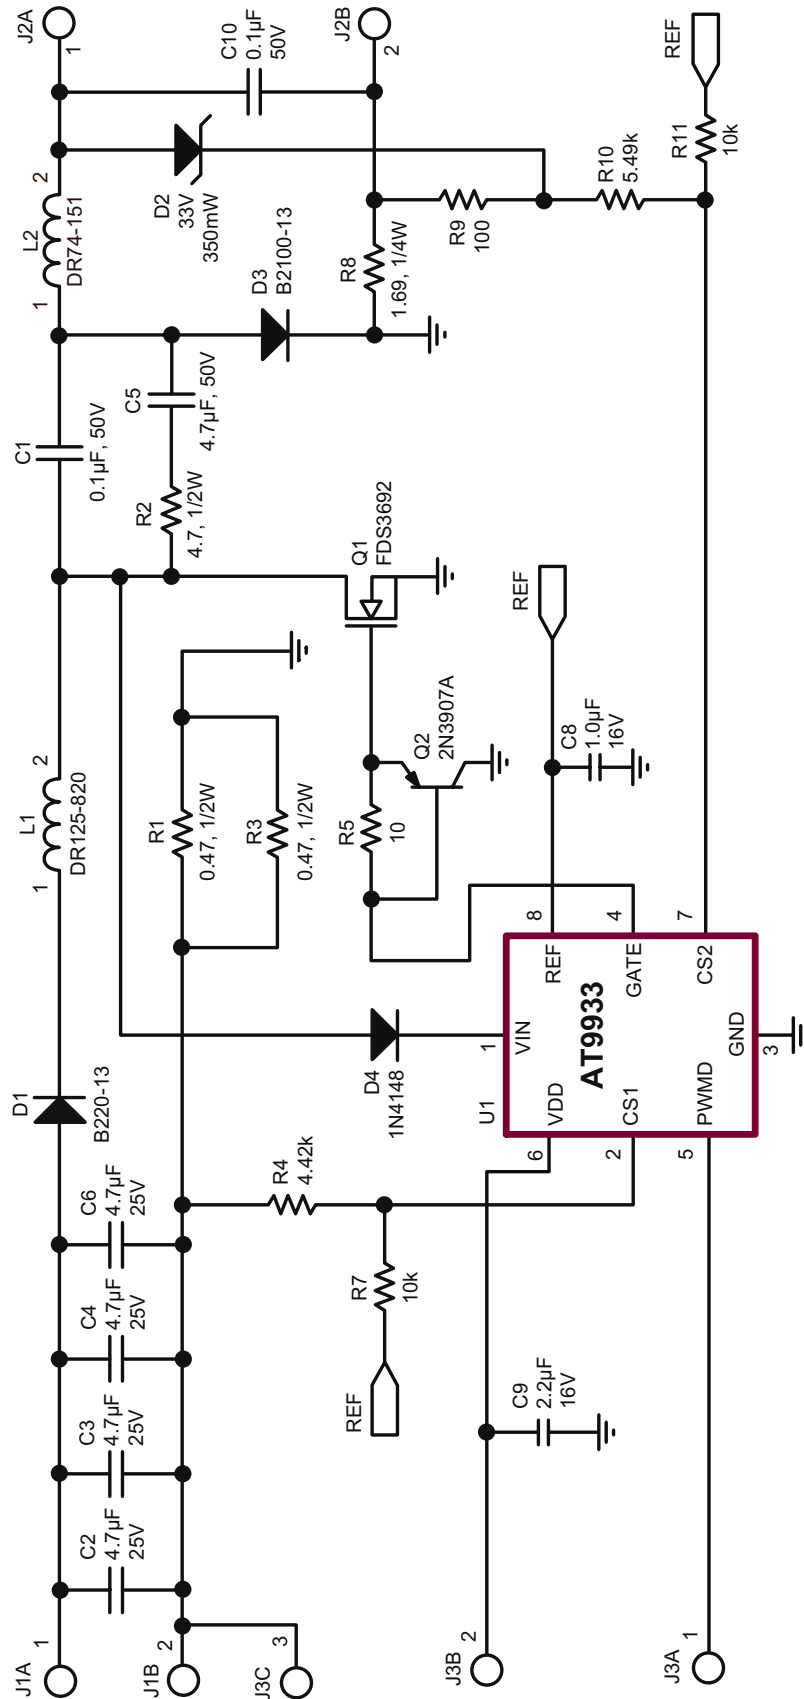 J1A
1
C2
4.7µF
25V
C3
4.7µF
25V
C4
4.7µF
25V
C6
4.7µF
25V
D1
B220-13
1
L1
2
DR125-820
C1
0.1µF, 50V
1
L2
2
DR74-151
J2A
1
J1B
2
J3C
3
R1
0.47, 1/2W
R3
0.47, 1/2W
R2
4.7, 1/2W
C5
4.7µF, 50V
D3
B2100-13
D2
33V
350mW
C10
0.1µF
50V
J2B
2
R4
4.42k
R7
10k
REF
D4
1N4148
R5
10
Q2
2N3907A
Q1
FDS3692
R8
1.69, 1/4W
R9
100
R10
5.49k
R11
10k
REF
J3B
2
C9
2.2µF
16V
6
2
5
U1
VDD
CS1
PWMD
1
VIN
AT9933
GND
3
REF
GATE
CS2
8
4
7
C8
1.0µF
16V
REF
J3A
1